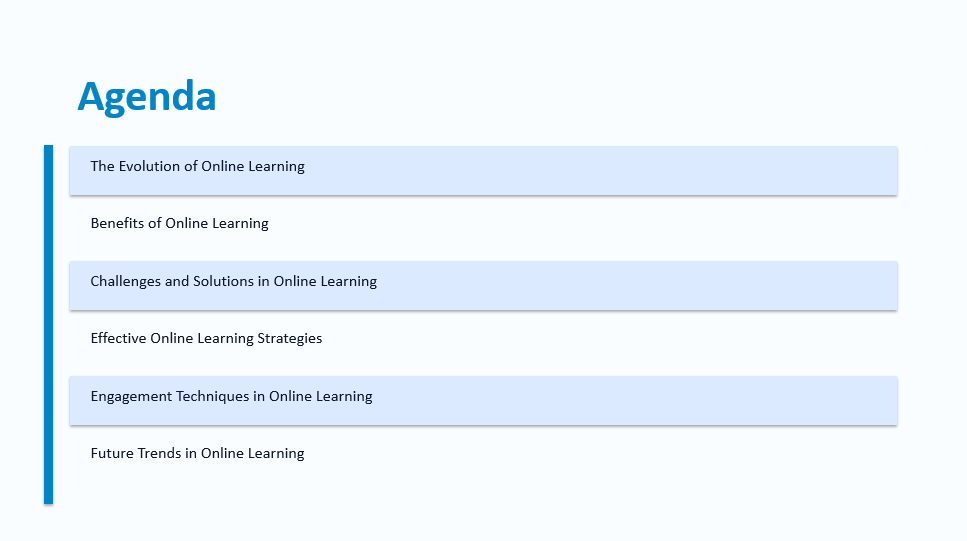 Agenda
The Evolution of Online Learning
Benefits of Online Learning
Challenges and Solutions in Online Learning
Effective Online Learning Strategies
Engagement Techniques in Online Learning
Future Trends in Online Learning